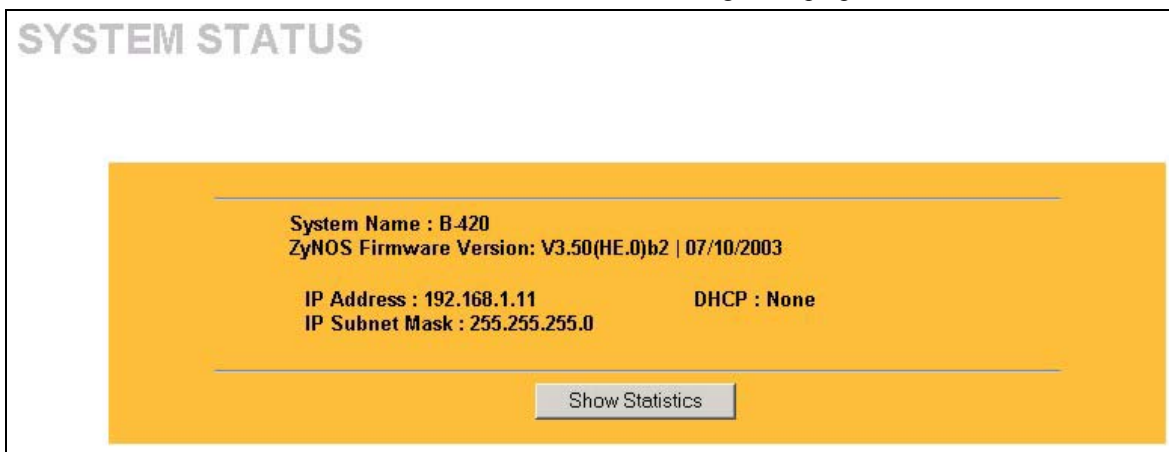 SYSTEM STATUS
System Name : B-420
ZyNOS Firmware Version: V3.50(HE.0)b2 | 07/10/2003
IP Address : 192.168.1.11 DHCP : None
IP Subnet Mask : 255.255.255.0
Show Statistics